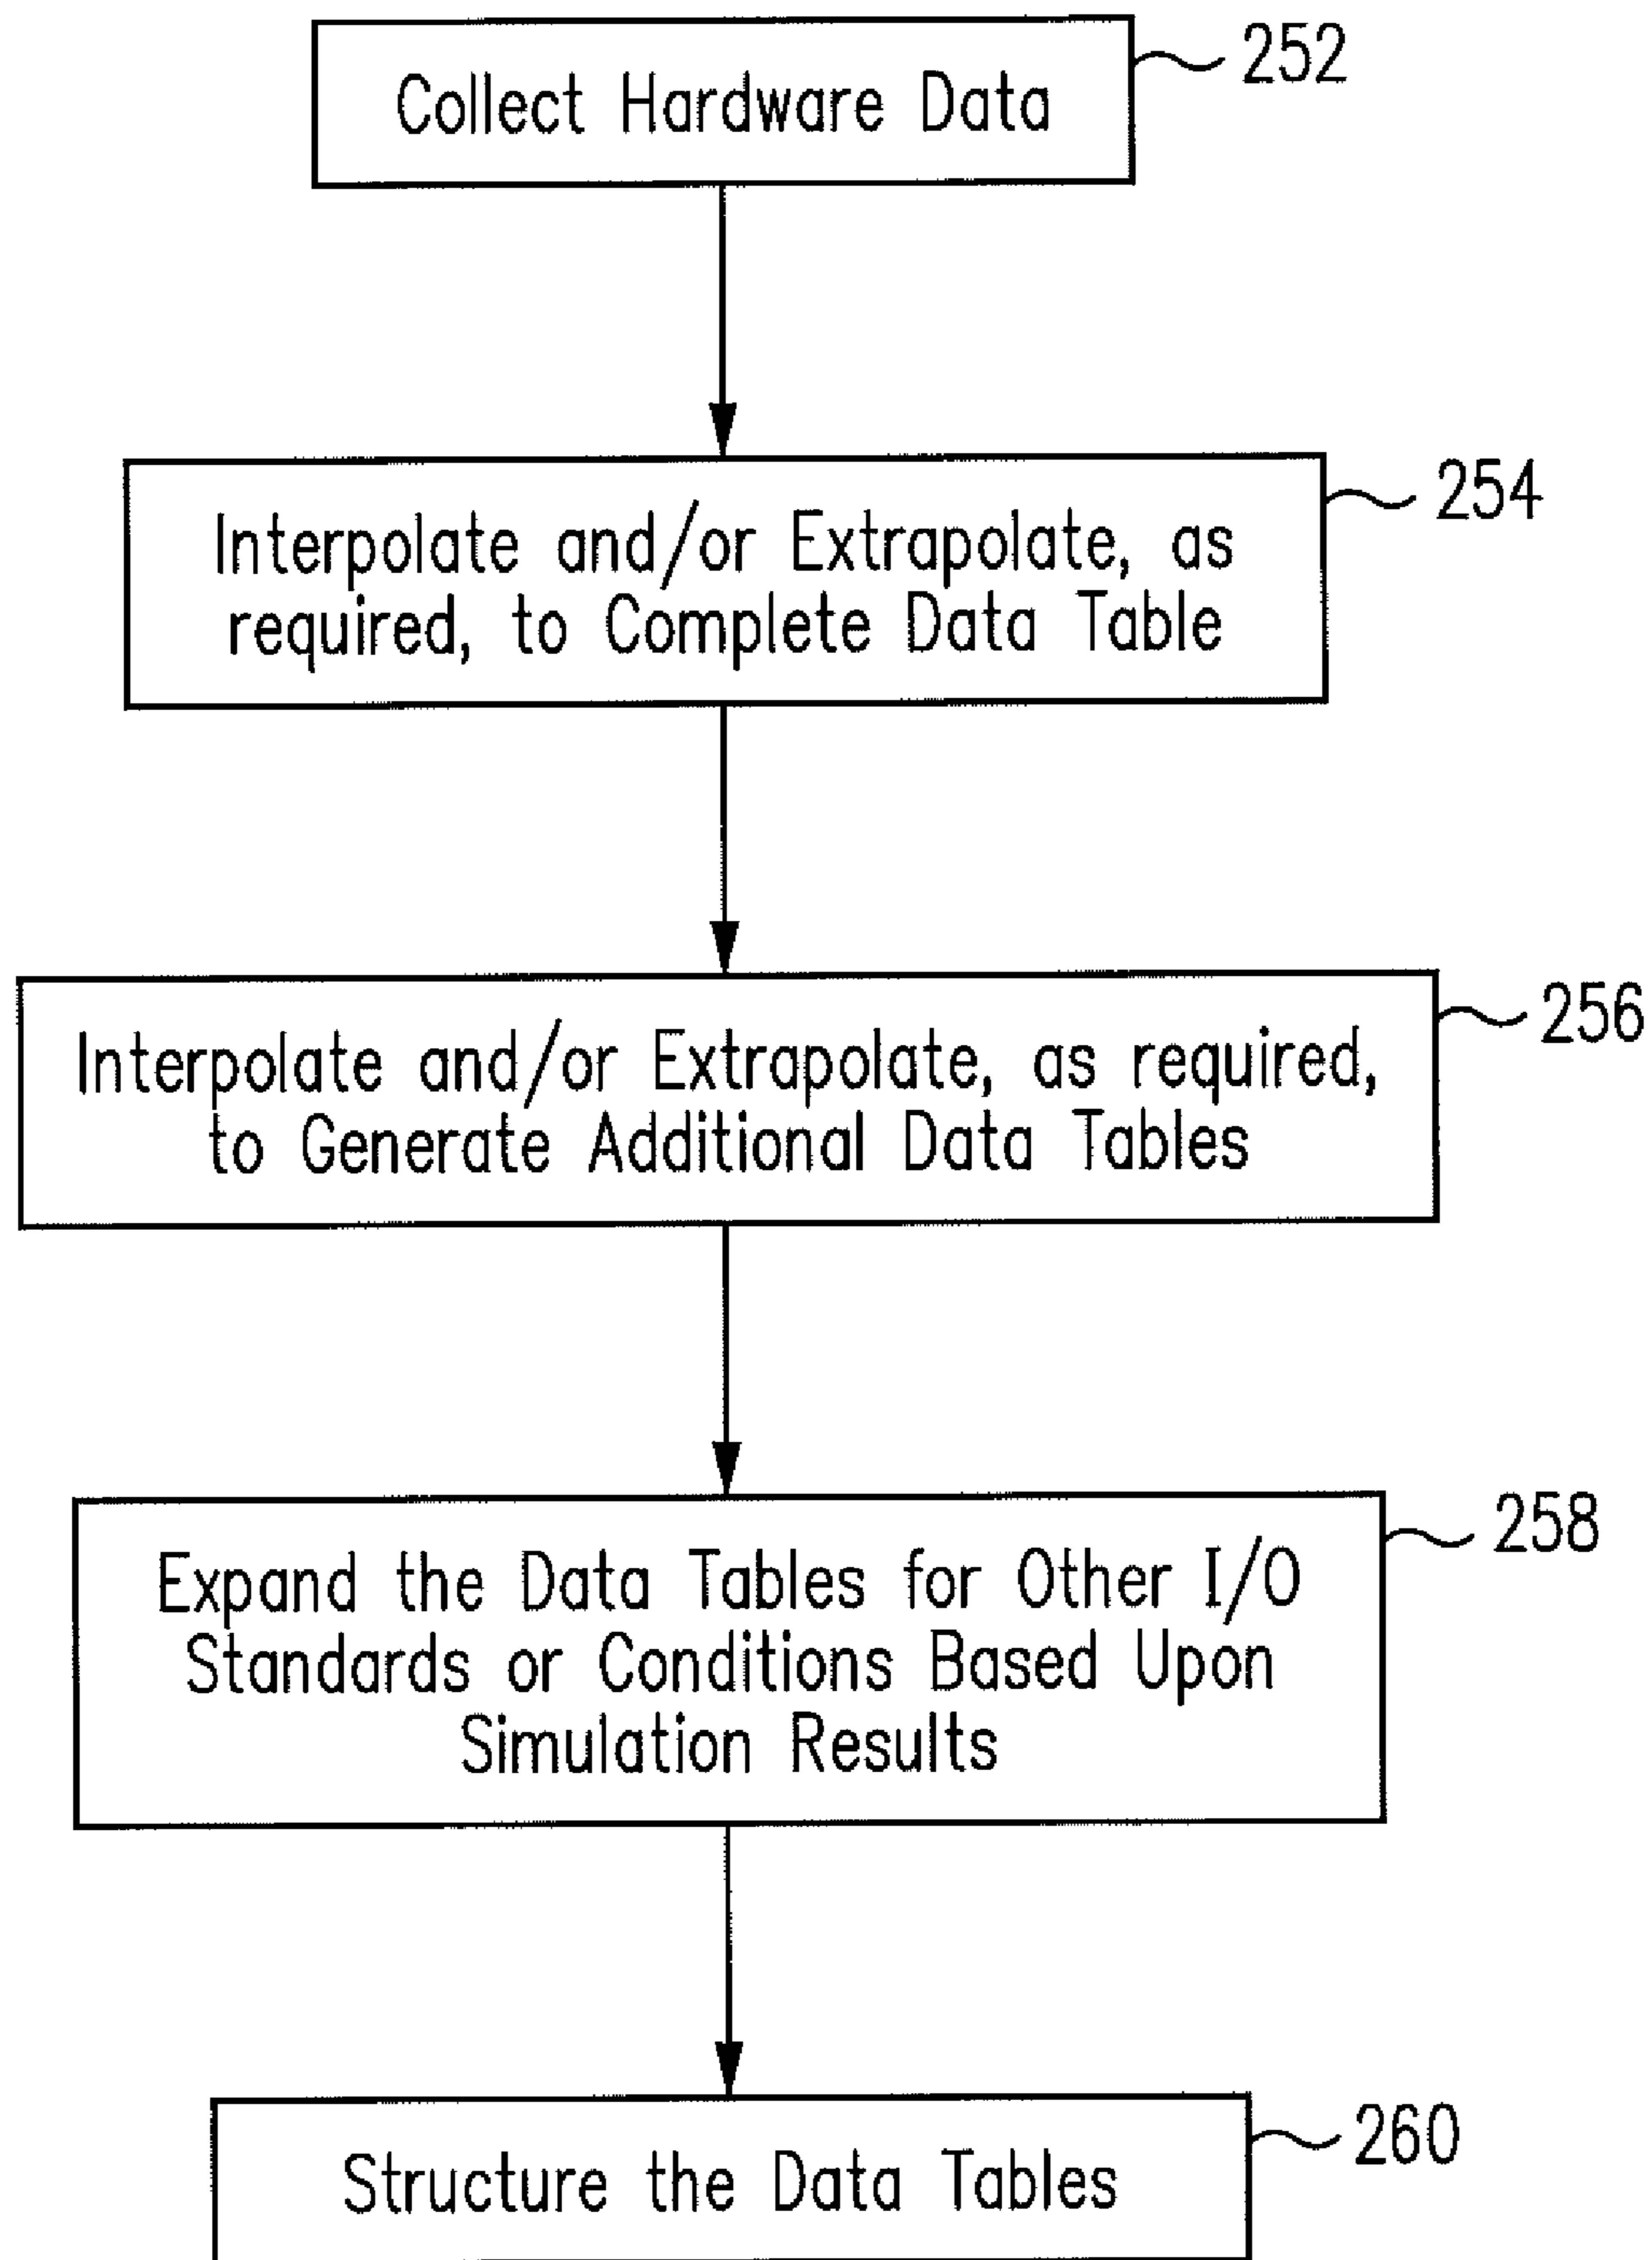 Collect Hardware Data
252
Interpolate and/or Extrapolate, as
required, to Complete Data Table
254
Interpolate and/or Extrapolate, as required,
to Generate Additional Data Tables
256
Expand the Data Tables for Other I/O
Standards or Conditions Based Upon
Simulation Results
258
Structure the Data Tables
260